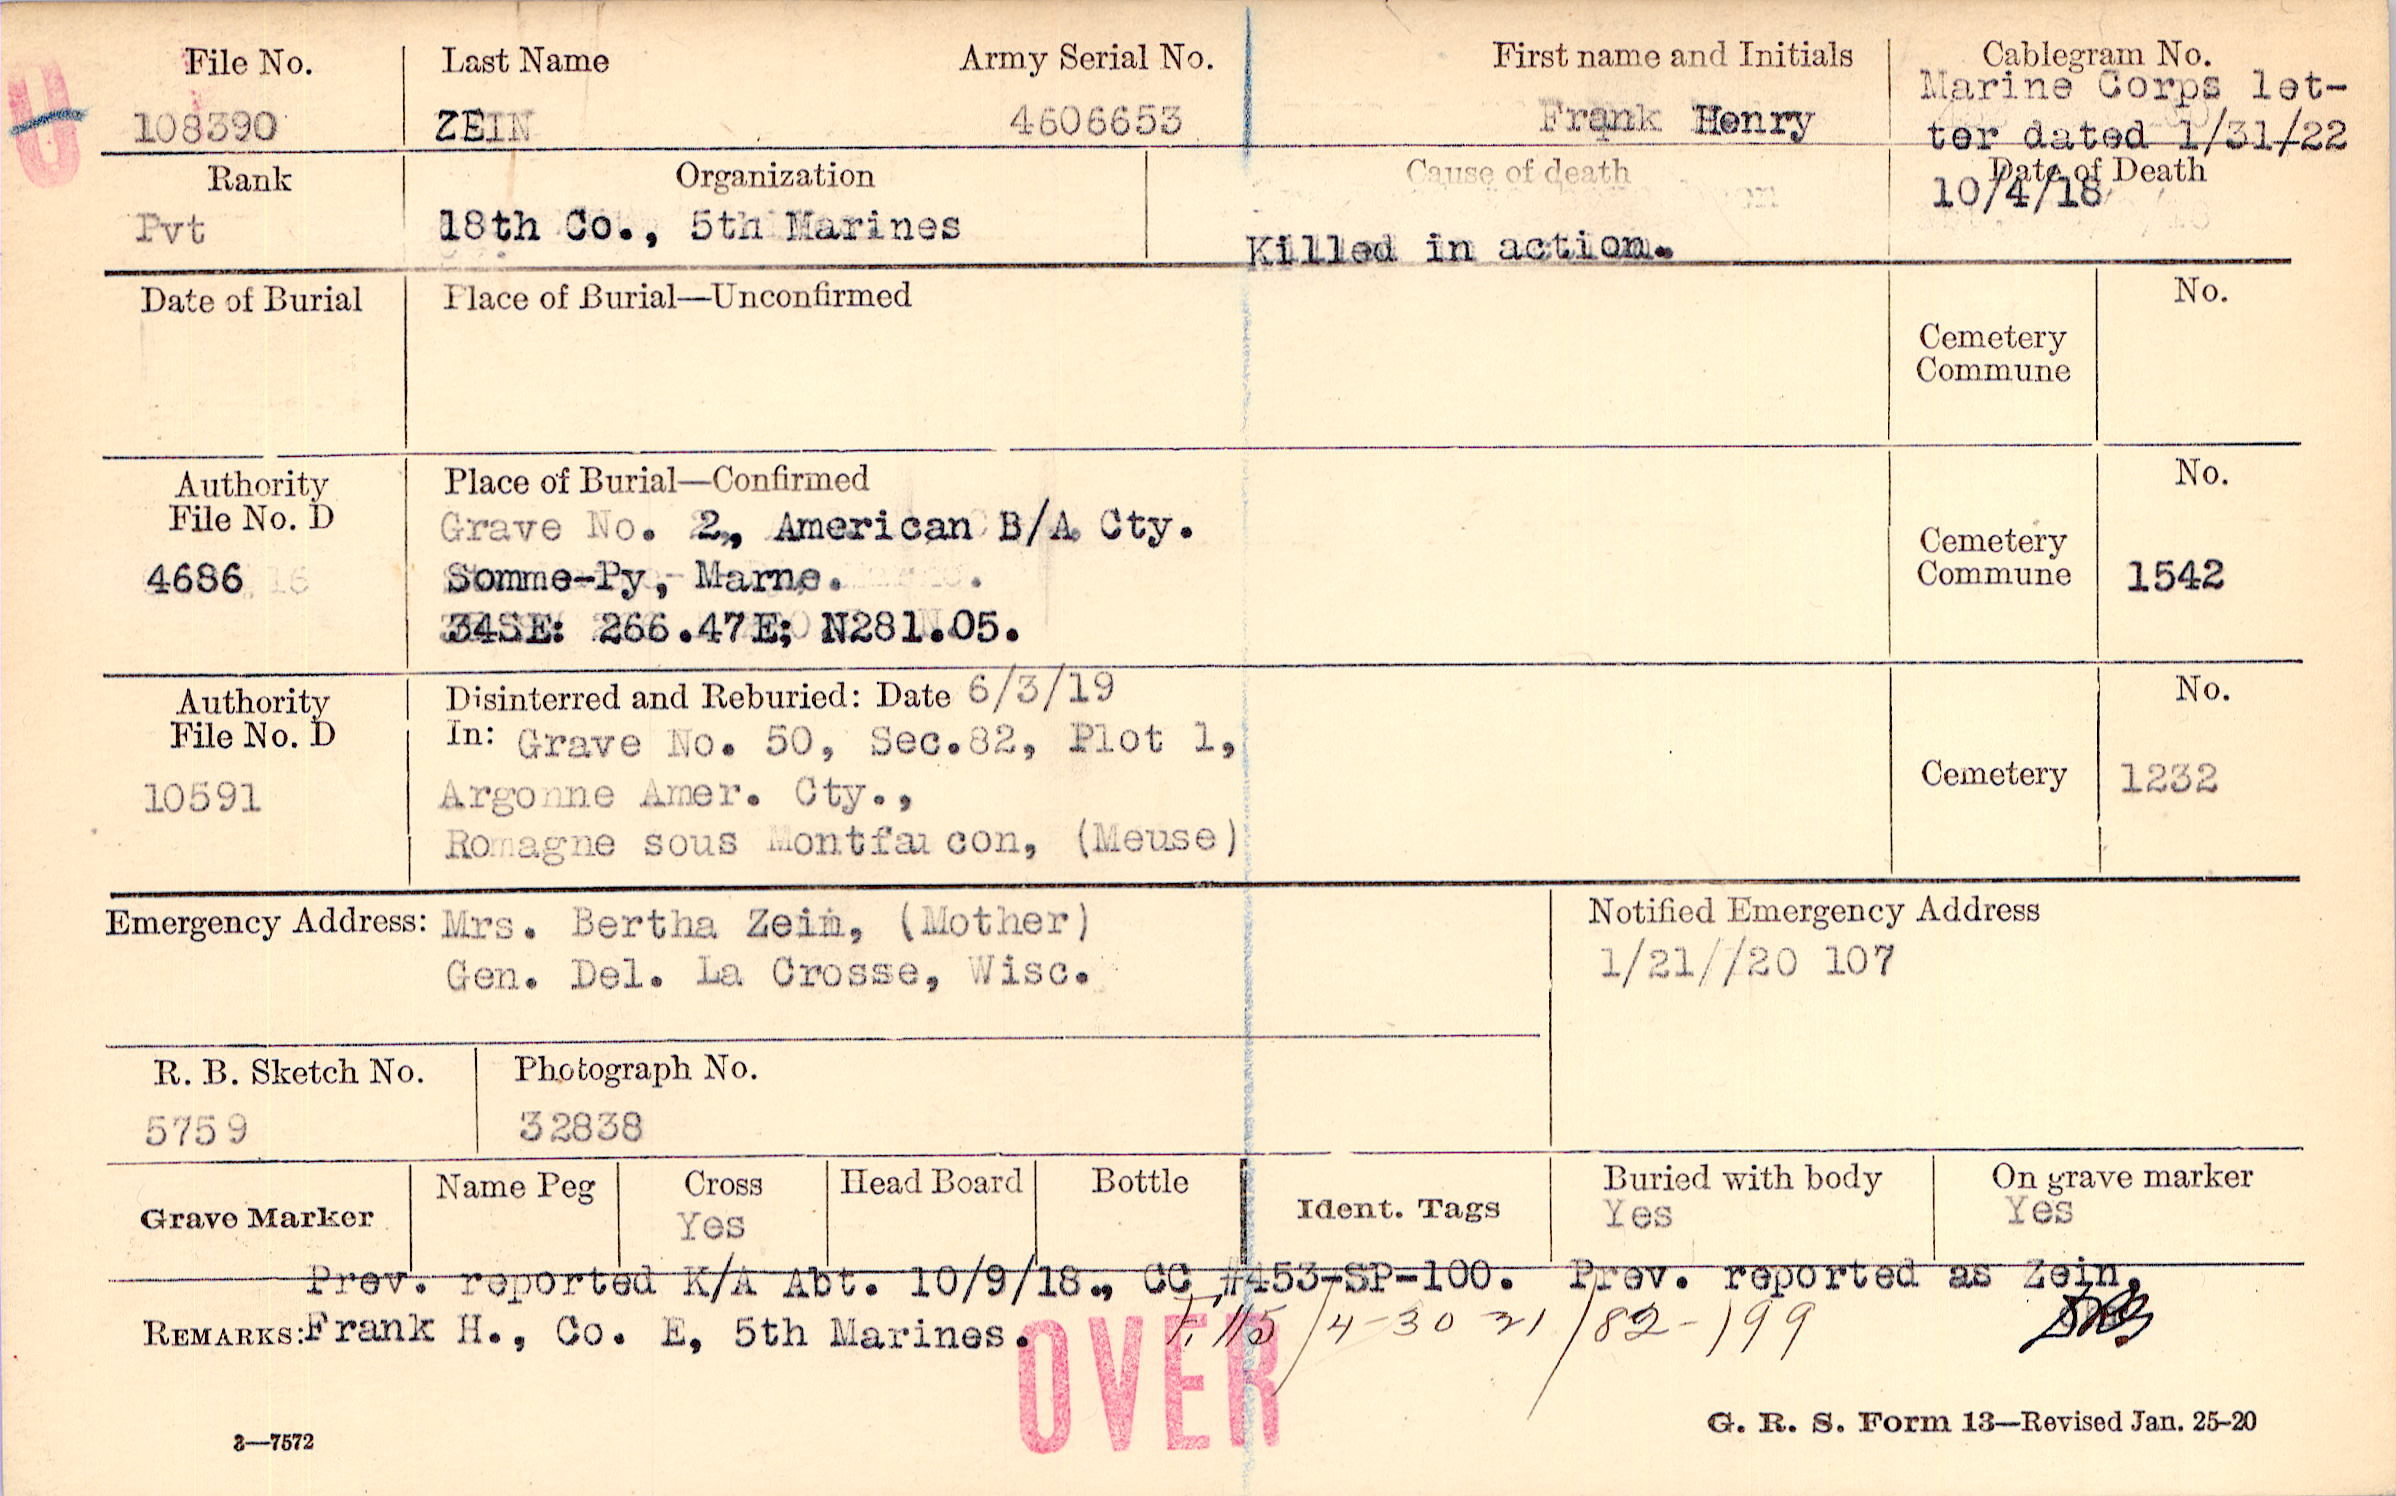 File No. Last Name Army Serial No. First name and Initials Cablegram No.
108390 ZEIN 4606653 Frank Henry Marine Corps let-
ter dated 1/31/22
Rank Organization Cause of death Date of Death
Pvt 18th Co., 5th Marines Killed in action. 10/4/18
Date of Burial Place of Burial—Unconfirmed No.
Cemetery
Commune
Authority Place of Burial—Confirmed No.
File No. D Grave No. 2, American B/A Cty. Cemetery
4686 Somme-Py, Marne. Commune 1542
34SE: 266.47E; N281.05.
Authority Disinterred and Reburied: Date 6/3/19 No.
File No. D In: Grave No. 50, Sec.82, Plot 1,
10591 Argonne Amer. Cty., Cemetery 1232
Romagne sous Montfaucon, (Meuse)
Emergency Address: Mrs. Bertha Zein, (Mother) Notified Emergency Address
Gen. Del. La Crosse, Wisc. 1/21//20 107
R. B. Sketch No. Photograph No.
5759 32838
Grave Marker Name Peg Cross Head Board Bottle Ident. Tags Buried with body On grave marker
Yes Yes Yes
Prev. reported K/A Abt. 10/9/18., CC #453-SP-100. Prev. reported as Zein,
REMARKS: Frank H., Co. E, 5th Marines. /4-30 21/82-199
OVER
3—7572 G. R. S. Form 13—Revised Jan. 25-20